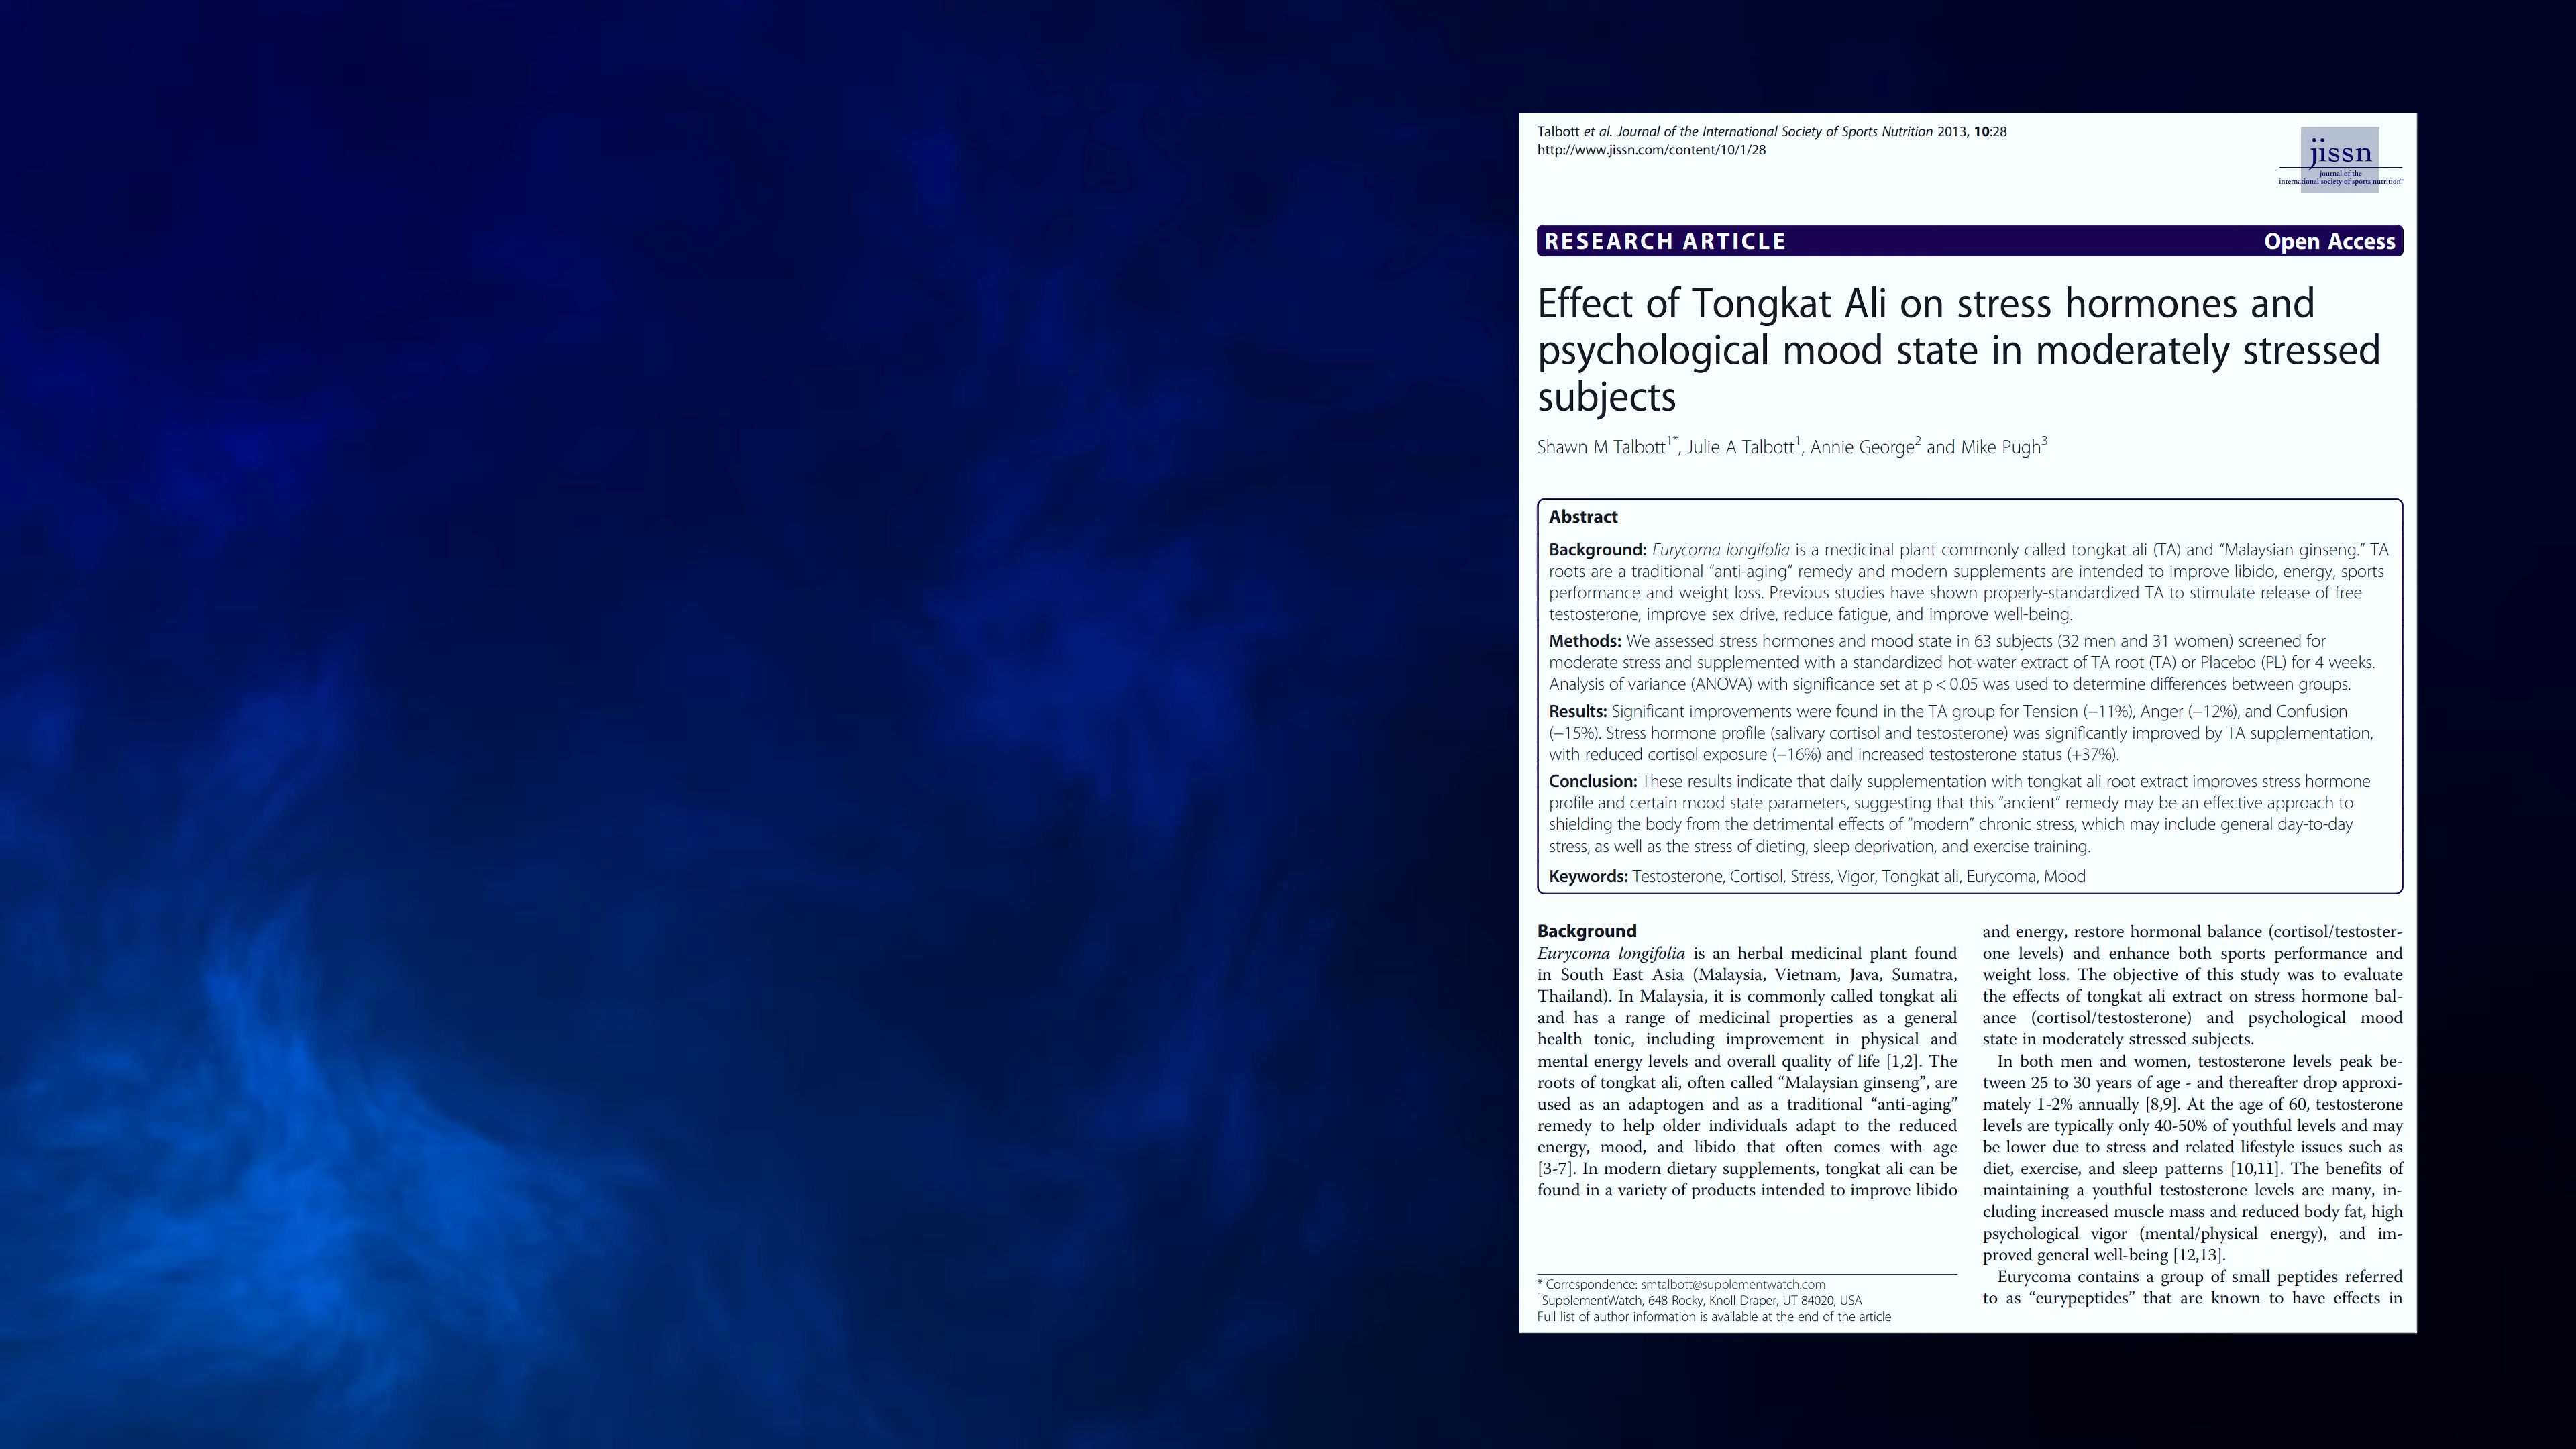 Talbott et al. Journal of the International Society of Sports Nutrition 2013, 10:28
http://www.jissn.com/content/10/1/28
jissn
journal of the
international society of sports nutrition™
RESEARCH ARTICLE
Open Access
Effect of Tongkat Ali on stress hormones and
psychological mood state in moderately stressed
subjects
Shawn M Talbott1*, Julie A Talbott1, Annie George2 and Mike Pugh3
Abstract
Background: Eurycoma longifolia is a medicinal plant commonly called tongkat ali (TA) and “Malaysian ginseng.” TA
roots are a traditional “anti-aging” remedy and modern supplements are intended to improve libido, energy, sports
performance and weight loss. Previous studies have shown properly-standardized TA to stimulate release of free
testosterone, improve sex drive, reduce fatigue, and improve well-being.
Methods: We assessed stress hormones and mood state in 63 subjects (32 men and 31 women) screened for
moderate stress and supplemented with a standardized hot-water extract of TA root (TA) or Placebo (PL) for 4 weeks.
Analysis of variance (ANOVA) with significance set at p < 0.05 was used to determine differences between groups.
Results: Significant improvements were found in the TA group for Tension (−11%), Anger (−12%), and Confusion
(−15%). Stress hormone profile (salivary cortisol and testosterone) was significantly improved by TA supplementation,
with reduced cortisol exposure (−16%) and increased testosterone status (+37%).
Conclusion: These results indicate that daily supplementation with tongkat ali root extract improves stress hormone
profile and certain mood state parameters, suggesting that this “ancient” remedy may be an effective approach to
shielding the body from the detrimental effects of “modern” chronic stress, which may include general day-to-day
stress, as well as the stress of dieting, sleep deprivation, and exercise training.
Keywords: Testosterone, Cortisol, Stress, Vigor, Tongkat ali, Eurycoma, Mood
Background
Eurycoma longifolia is an herbal medicinal plant found
in South East Asia (Malaysia, Vietnam, Java, Sumatra,
Thailand). In Malaysia, it is commonly called tongkat ali
and has a range of medicinal properties as a general
health tonic, including improvement in physical and
mental energy levels and overall quality of life [1,2]. The
roots of tongkat ali, often called “Malaysian ginseng”, are
used as an adaptogen and as a traditional “anti-aging”
remedy to help older individuals adapt to the reduced
energy, mood, and libido that often comes with age
[3-7]. In modern dietary supplements, tongkat ali can be
found in a variety of products intended to improve libido
* Correspondence: smtalbott@supplementwatch.com
1SupplementWatch, 648 Rocky, Knoll Draper, UT 84020, USA
Full list of author information is available at the end of the article
and energy, restore hormonal balance (cortisol/testoster-
one levels) and enhance both sports performance and
weight loss. The objective of this study was to evaluate
the effects of tongkat ali extract on stress hormone bal-
ance (cortisol/testosterone) and psychological mood
state in moderately stressed subjects.
In both men and women, testosterone levels peak be-
tween 25 to 30 years of age - and thereafter drop approxi-
mately 1-2% annually [8,9]. At the age of 60, testosterone
levels are typically only 40-50% of youthful levels and may
be lower due to stress and related lifestyle issues such as
diet, exercise, and sleep patterns [10,11]. The benefits of
maintaining a youthful testosterone levels are many, in-
cluding increased muscle mass and reduced body fat, high
psychological vigor (mental/physical energy), and im-
proved general well-being [12,13].
Eurycoma contains a group of small peptides referred
to as “eurypeptides” that are known to have effects in